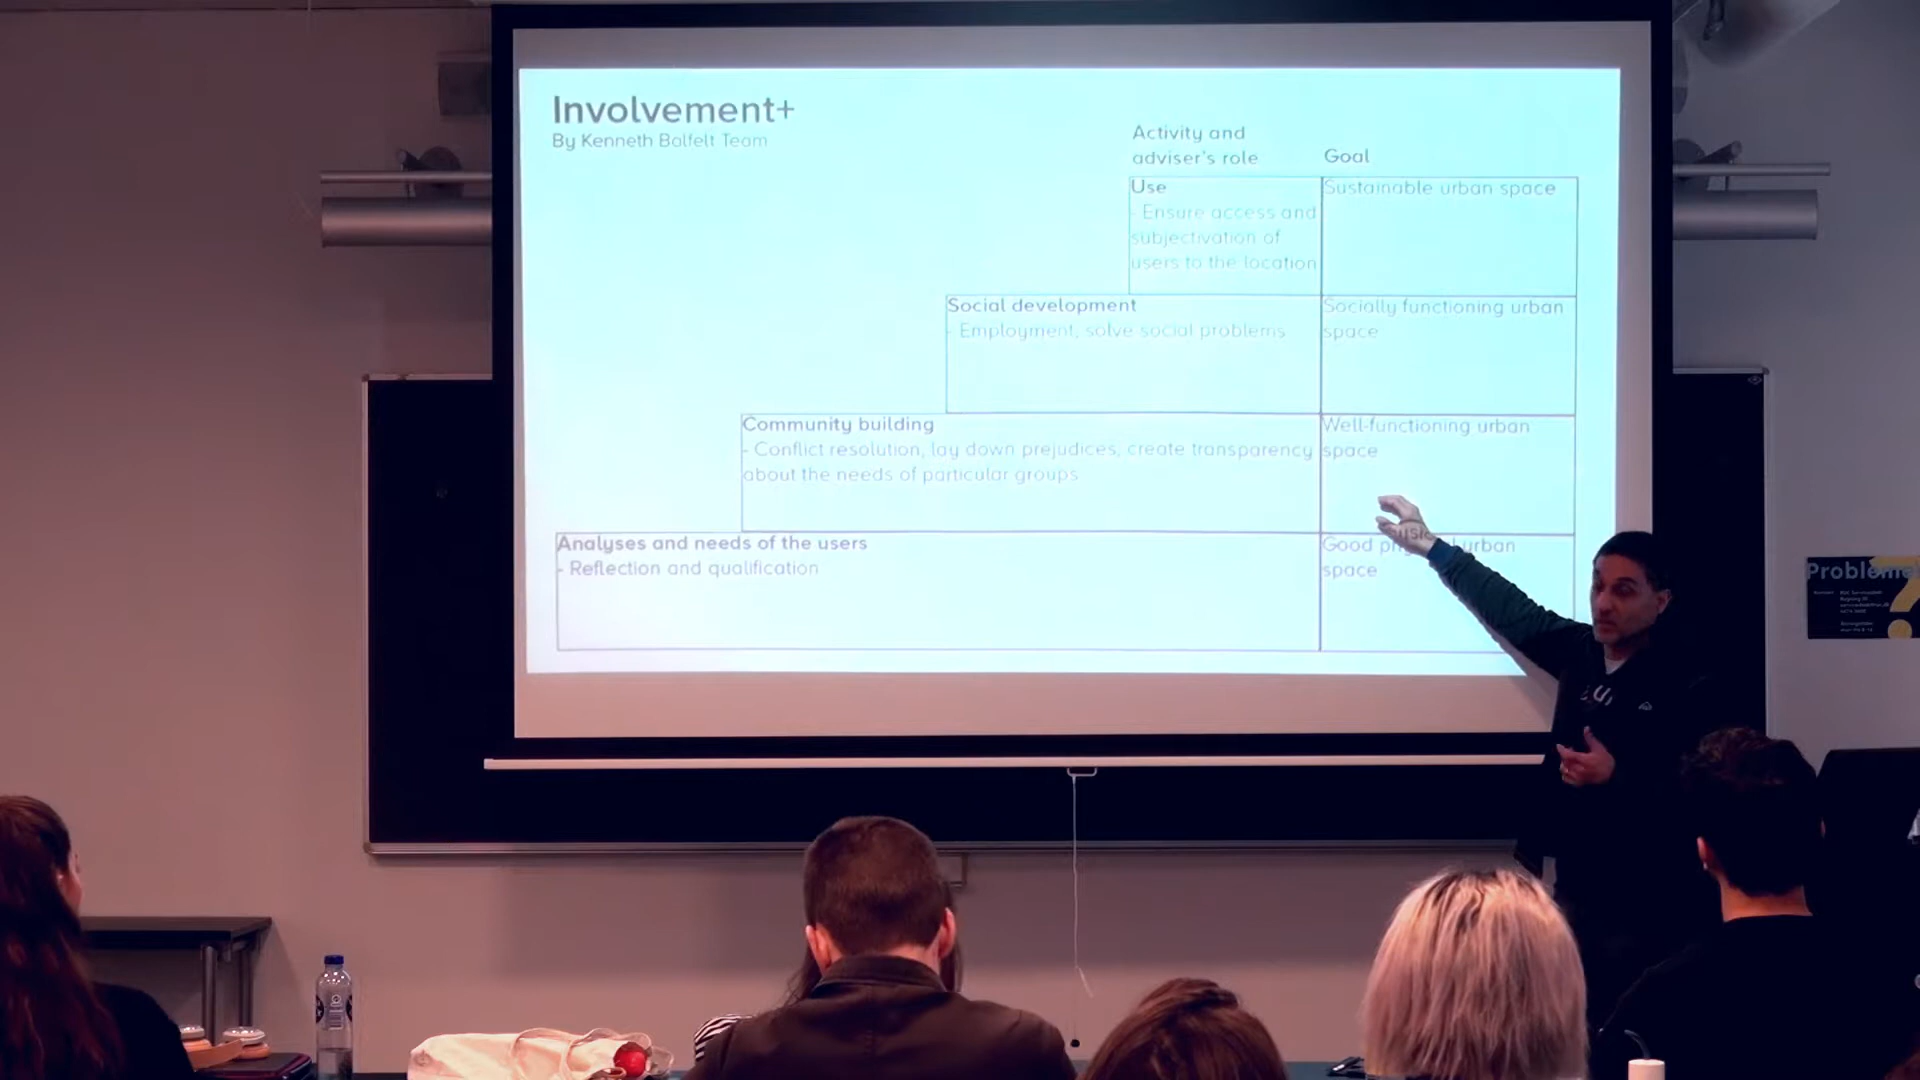 Involvement+
By Kenneth Balfelt Team
Activity and
adviser's role
Goal
Use
- Ensure access and
subjectivation of
users to the location
Sustainable urban space
Social development
- Employment, solve social problems
Socially functioning urban
space
Community building
- Conflict resolution, lay down prejudices, create transparency
about the needs of particular groups
Well-functioning urban
space
Analyses and needs of the users
- Reflection and qualification
Good physical urban
space